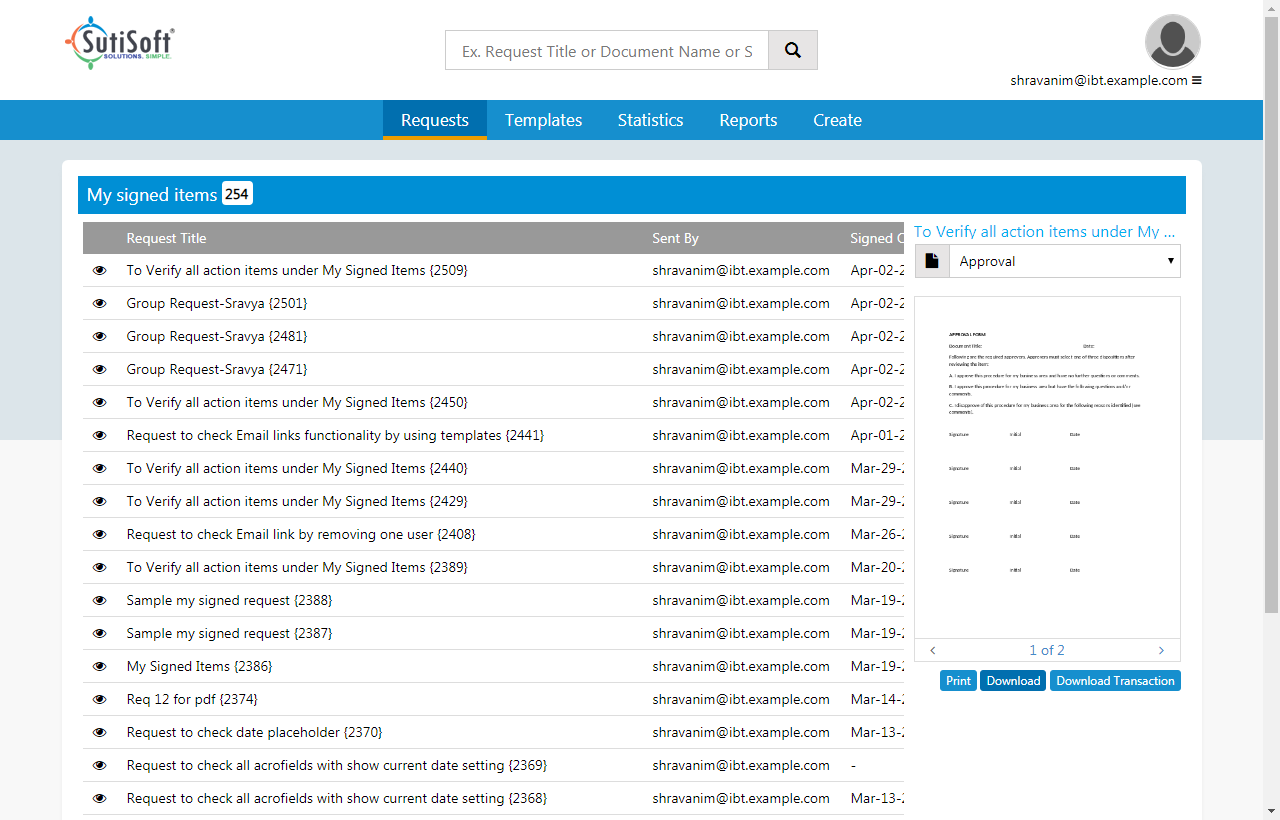 SutiSoft®
SOLUTIONS. SIMPLE.
Ex. Request Title or Document Name or S
shravanim@ibt.example.com
Requests Templates Statistics Reports Create
My signed items 254
Request Title Sent By Signed
To Verify all action items under My Signed Items {2509} shravanim@ibt.example.com Apr-02-2
Group Request-Sravya {2501} shravanim@ibt.example.com Apr-02-2
Group Request-Sravya {2481} shravanim@ibt.example.com Apr-02-2
Group Request-Sravya {2471} shravanim@ibt.example.com Apr-02-2
To Verify all action items under My Signed Items {2450} shravanim@ibt.example.com Apr-02-2
Request to check Email links functionality by using templates {2441} shravanim@ibt.example.com Apr-01-2
To Verify all action items under My Signed Items {2440} shravanim@ibt.example.com Mar-29-2
To Verify all action items under My Signed Items {2429} shravanim@ibt.example.com Mar-29-2
Request to check Email link by removing one user {2408} shravanim@ibt.example.com Mar-26-2
To Verify all action items under My Signed Items {2389} shravanim@ibt.example.com Mar-20-2
Sample my signed request {2388} shravanim@ibt.example.com Mar-19-2
Sample my signed request {2387} shravanim@ibt.example.com Mar-19-2
My Signed Items {2386} shravanim@ibt.example.com Mar-19-2
Req 12 for pdf {2374} shravanim@ibt.example.com Mar-14-2
Request to check date placeholder {2370} shravanim@ibt.example.com Mar-13-2
Request to check all acrofields with show current date setting {2369} shravanim@ibt.example.com -
Request to check all acrofields with show current date setting {2368} shravanim@ibt.example.com Mar-13-2
To Verify all action items under My ...
Approval
APPROVAL FORM
Document Title: Date:
Following are the required approvers. Approvers must select one of three dispositions after
reviewing the item:
A. I approve this procedure for my business area and have no further questions or comments.
B. I approve this procedure for my business area but have the following questions and/or
comments.
C. I disapprove of this procedure for my business area for the following reasons identified (see
comments).
Signature Initial Date
Signature Initial Date
Signature Initial Date
Signature Initial Date
Signature Initial Date
1 of 2
Print Download Download Transaction